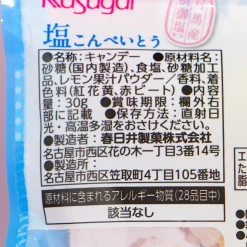 Kasugai
塩こんぺいとう
●名称:キャンデー ●原材料名:
砂糖(国内製造)、食塩、砂糖加工
品、レモン果汁パウダー/香料、着
色料(紅花黄、赤ビート) ●内容
量:30g ●賞味期限:欄外右
部に記載 ●保存方法:直射日
光・高温多湿をおさけください。
●製造者:春日井製菓株式会社
名古屋市西区花の木一丁目3番14号
●製造所:
名古屋市西区笠取町4丁目105番地
原材料に含まれるアレルギー物質(28品目中)
該当なし